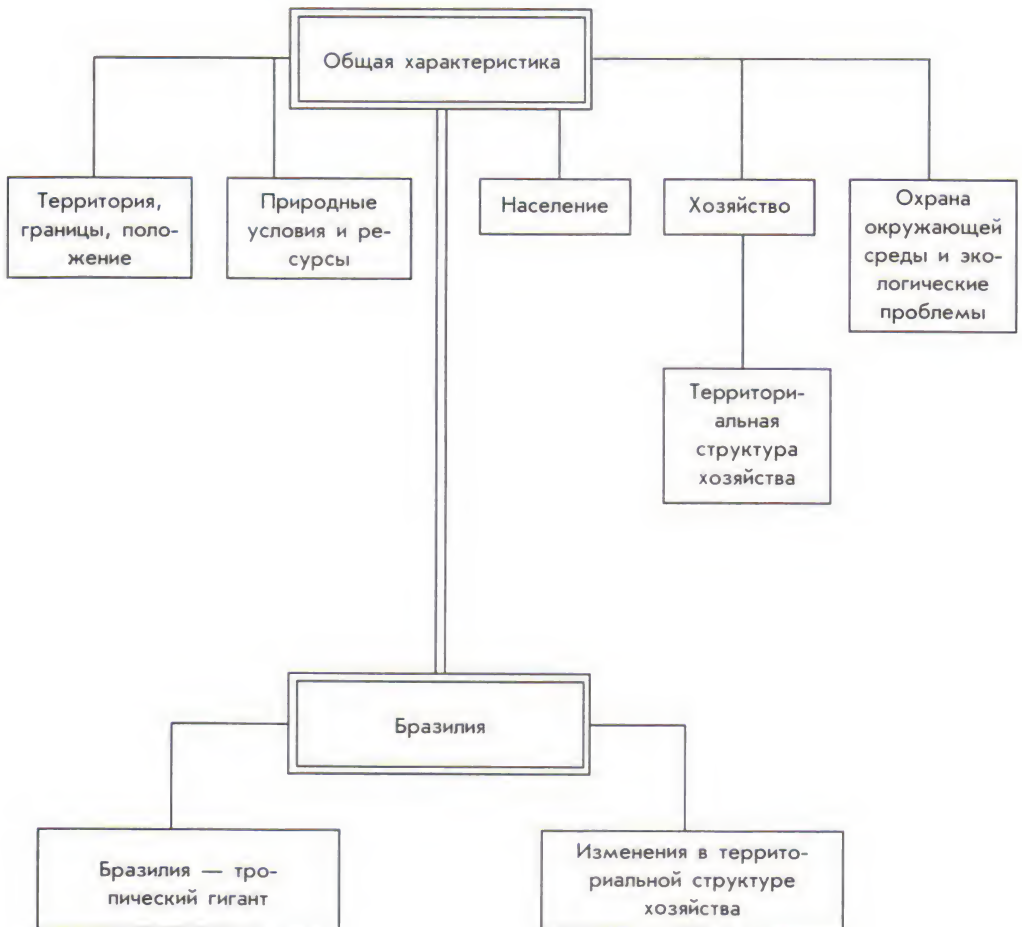 Общая характеристика
Территория,
границы, поло-
жение
Природные
условия и ре-
сурсы
Население
Хозяйство
Охрана
окружающей
среды и эко-
логические
проблемы
Территори-
альная
структура
хозяйства
Бразилия
Бразилия — тро-
пический гигант
Изменения в террито-
риальной структуре
хозяйства